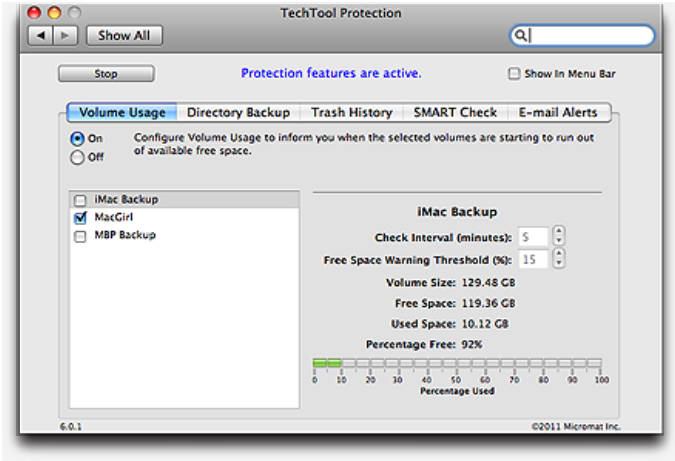 TechTool Protection
Show All
Stop
Protection features are active.
Show In Menu Bar
Volume Usage
Directory Backup
Trash History
SMART Check
E-mail Alerts
On
Off
Configure Volume Usage to inform you when the selected volumes are starting to run out
of available free space.
iMac Backup
MacGirl
MBP Backup
iMac Backup
Check Interval (minutes): 5
Free Space Warning Threshold (%): 15
Volume Size: 129.48 GB
Free Space: 119.36 GB
Used Space: 10.12 GB
Percentage Free: 92%
0 10 20 30 40 50 60 70 80 90 100
Percentage Used
6.0.1
©2011 Micromat Inc.